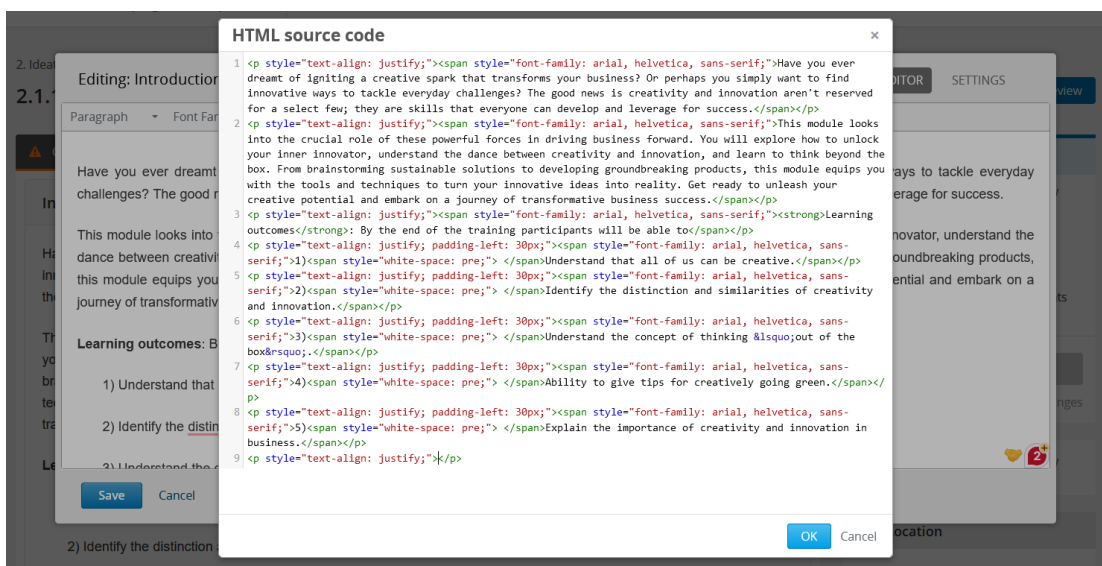 HTML source code ×
2. Idea
2.1.
Editing: Introduction
ITOR SETTINGS
view
Paragraph Font Far
Have you ever dreamt
ays to tackle everyday
challenges? The good r
erage for success.
This module looks into
novator, understand the
dance between creativi
oundbreaking products,
this module equips you
ential and embark on a
journey of transformativ
Learning outcomes: B
1) Understand that
2) Identify the distin
3) Understand the
Save Cancel
2) Identify the distinction
1 <p style="text-align: justify;"><span style="font-family: arial, helvetica, sans-serif;">Have you ever
dreamt of igniting a creative spark that transforms your business? Or perhaps you simply want to find
innovative ways to tackle everyday challenges? The good news is creativity and innovation aren't reserved
for a select few; they are skills that everyone can develop and leverage for success.</span></p>
2 <p style="text-align: justify;"><span style="font-family: arial, helvetica, sans-serif;">This module looks
into the crucial role of these powerful forces in driving business forward. You will explore how to unlock
your inner innovator, understand the dance between creativity and innovation, and learn to think beyond the
box. From brainstorming sustainable solutions to developing groundbreaking products, this module equips you
with the tools and techniques to turn your innovative ideas into reality. Get ready to unleash your
creative potential and embark on a journey of transformative business success.</span></p>
3 <p style="text-align: justify;"><span style="font-family: arial, helvetica, sans-serif;"><strong>Learning
outcomes</strong>: By the end of the training participants will be able to</span></p>
4 <p style="text-align: justify; padding-left: 30px;"><span style="font-family: arial, helvetica, sans-
serif;">1)<span style="white-space: pre;"> </span>Understand that all of us can be creative.</span></p>
5 <p style="text-align: justify; padding-left: 30px;"><span style="font-family: arial, helvetica, sans-
serif;">2)<span style="white-space: pre;"> </span>Identify the distinction and similarities of creativity
and innovation.</span></p>
6 <p style="text-align: justify; padding-left: 30px;"><span style="font-family: arial, helvetica, sans-
serif;">3)<span style="white-space: pre;"> </span>Understand the concept of thinking &lsquo;out of the
box&rsquo;.</span></p>
7 <p style="text-align: justify; padding-left: 30px;"><span style="font-family: arial, helvetica, sans-
serif;">4)<span style="white-space: pre;"> </span>Ability to give tips for creatively going green.</span></
p>
8 <p style="text-align: justify; padding-left: 30px;"><span style="font-family: arial, helvetica, sans-
serif;">5)<span style="white-space: pre;"> </span>Explain the importance of creativity and innovation in
business.</span></p>
9 <p style="text-align: justify;"></p>
2
nges
ocation
OK Cancel